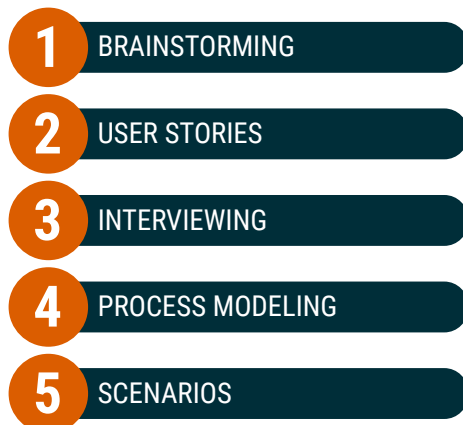 1 BRAINSTORMING
2 USER STORIES
3 INTERVIEWING
4 PROCESS MODELING
5 SCENARIOS